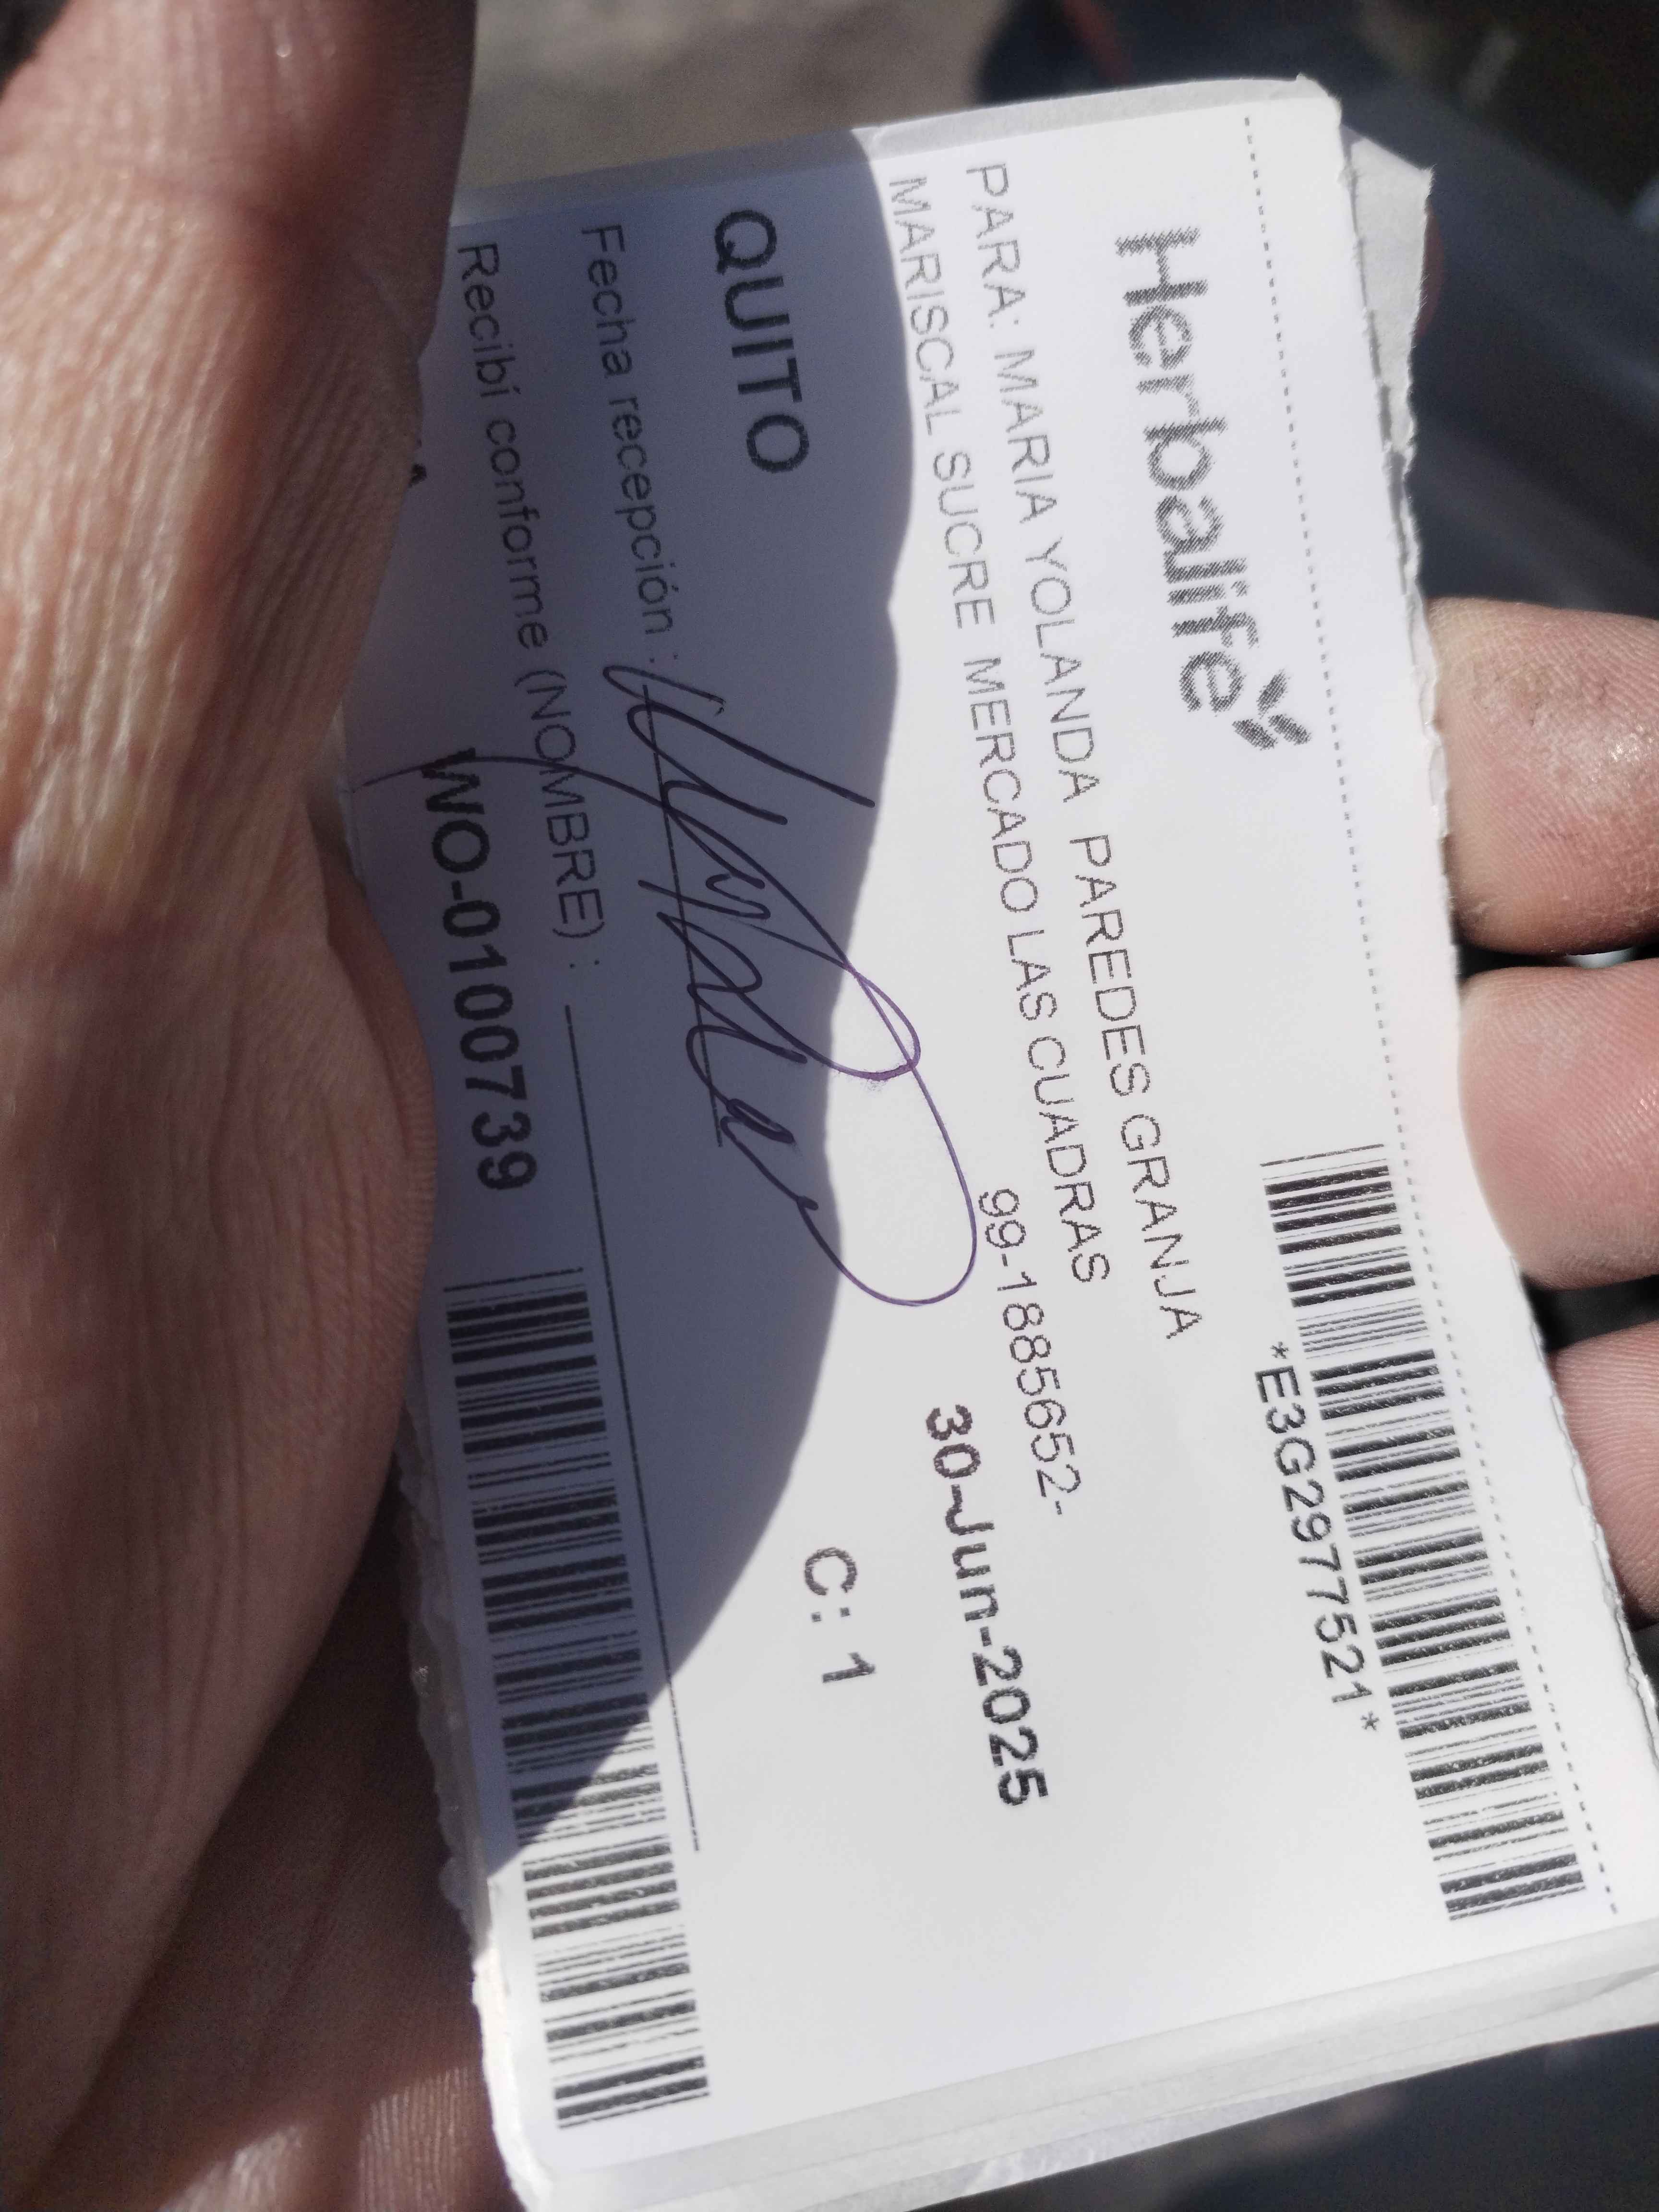 Herbalife
*E3G2977521*
PARA: MARIA YOLANDA PAREDES GRANJA
MARISCAL SUCRE MERCADO LAS CUADRAS
99-1885652-
30-Jun-2025
QUITO
C: 1
Fecha recepción :
Recibí conforme (NOMBRE) :
WO-0100739